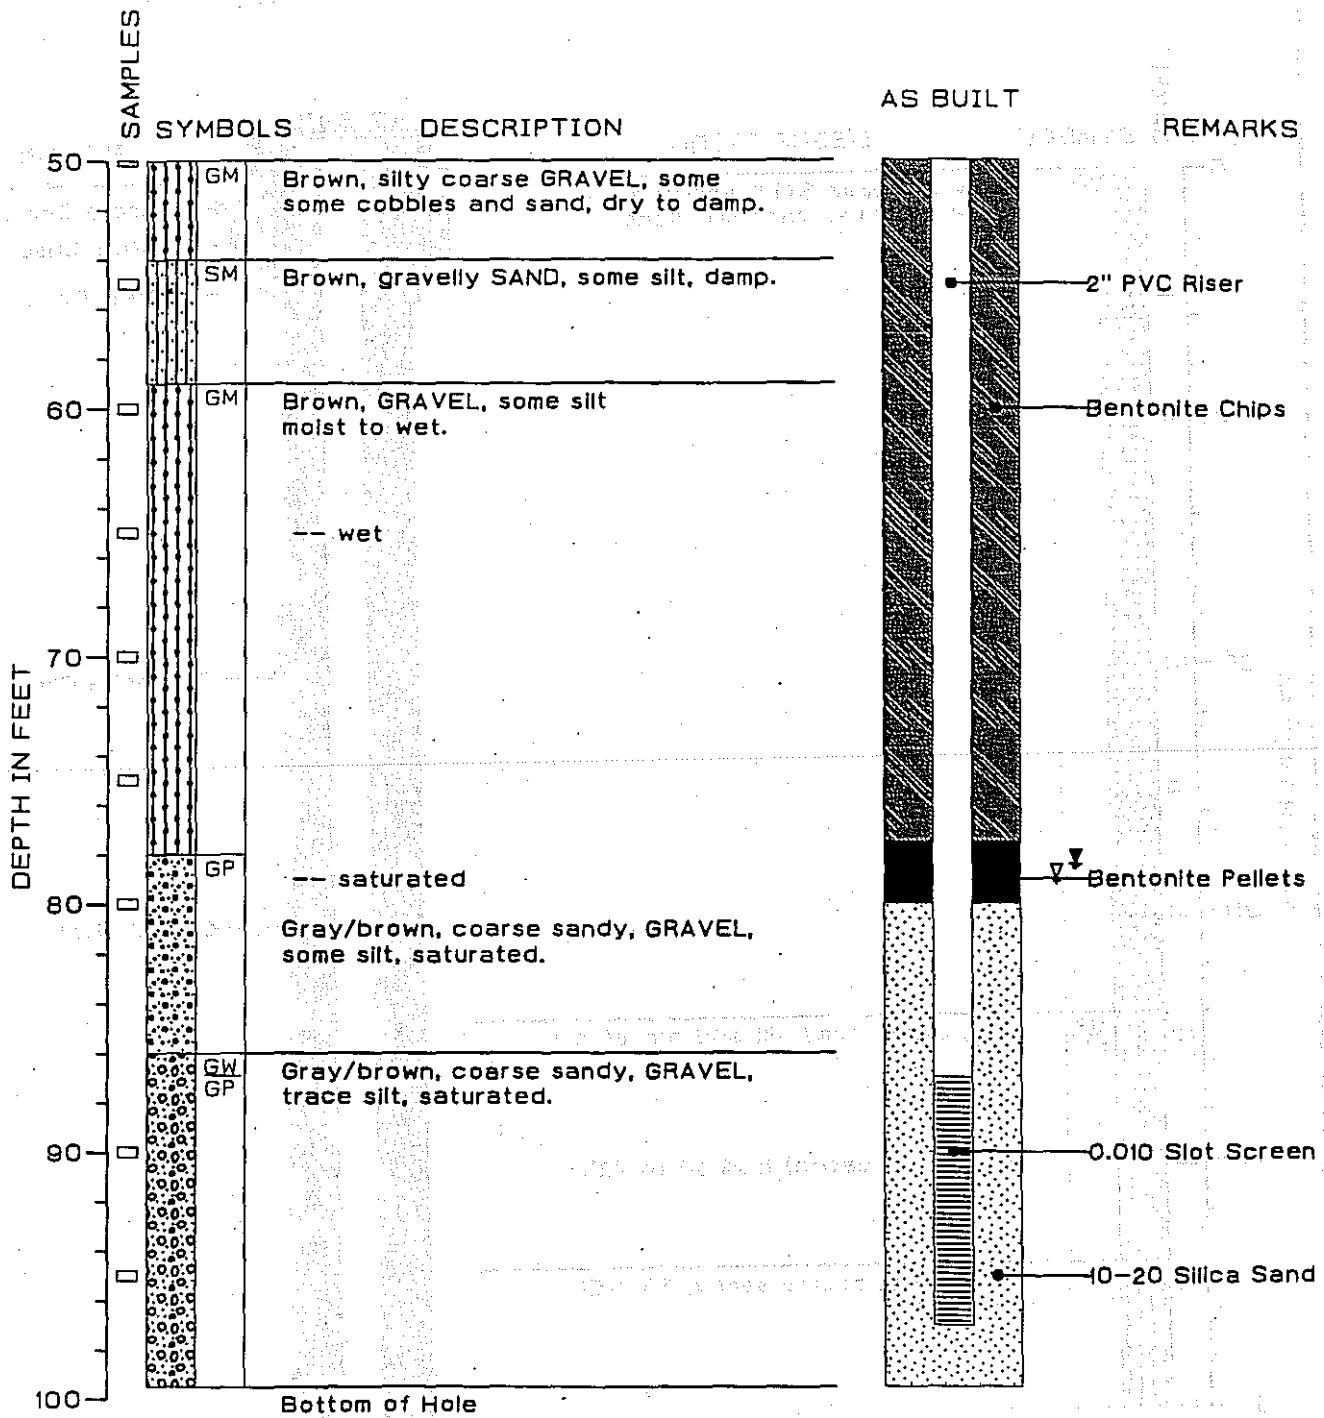 SAMPLES
SYMBOLS
DESCRIPTION
AS BUILT
REMARKS
DEPTH IN FEET
50
GM
Brown, silty coarse GRAVEL, some
some cobbles and sand, dry to damp.
SM
Brown, gravelly SAND, some silt, damp.
2" PVC Riser
GM
Brown, GRAVEL, some silt
moist to wet.
60
Bentonite Chips
-- wet
70
GP
-- saturated
Bentonite Pellets
80
Gray/brown, coarse sandy, GRAVEL,
some silt, saturated.
GW
GP
Gray/brown, coarse sandy, GRAVEL,
trace silt, saturated.
90
0.010 Slot Screen
10-20 Silica Sand
100
Bottom of Hole